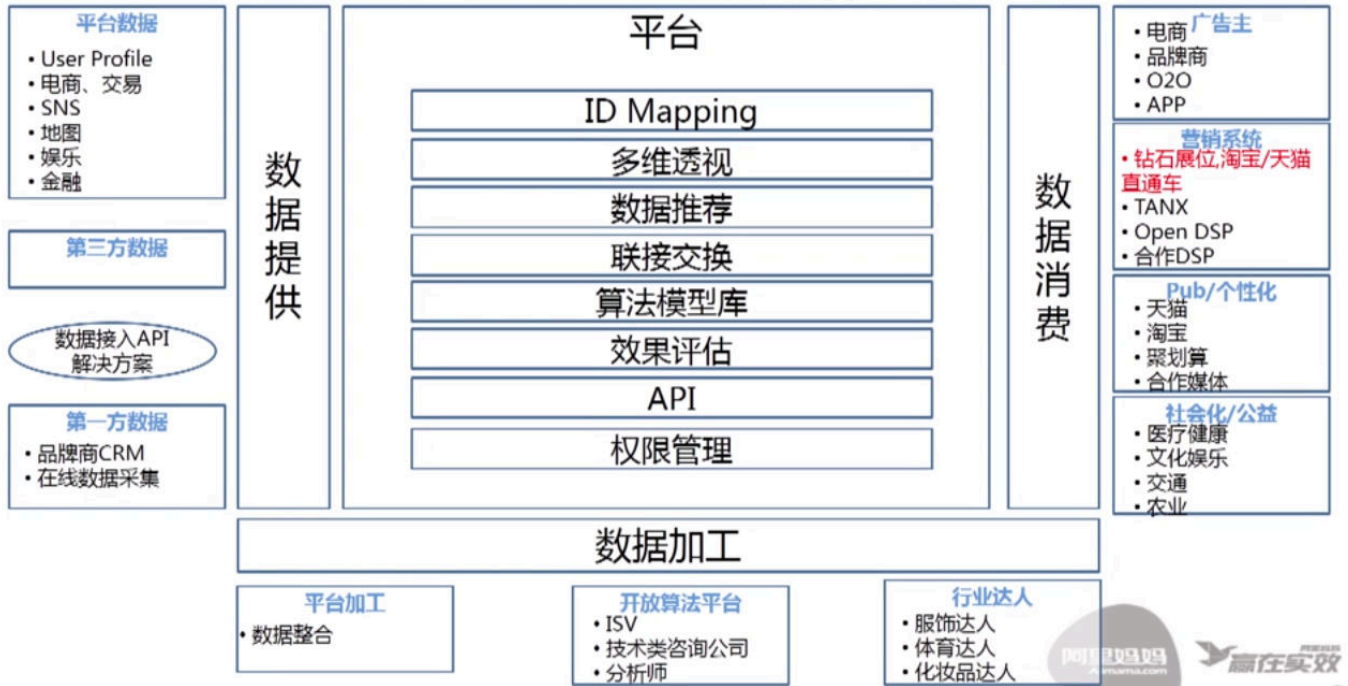 平台数据
• User Profile
• 电商、交易
• SNS
• 地图
• 娱乐
• 金融
第三方数据
数据接入API
解决方案
第一方数据
• 品牌商CRM
• 在线数据采集
数据提供
平台
ID Mapping
多维透视
数据推荐
联接交换
算法模型库
效果评估
API
权限管理
数据消费
广告主
• 电商
• 品牌商
• O2O
• APP
营销系统
• 钻石展位,淘宝/天猫
直通车
• TANX
• Open DSP
• 合作DSP
Pub/个性化
• 天猫
• 淘宝
• 聚划算
• 合作媒体
社会化/公益
• 医疗健康
• 文化娱乐
• 交通
• 农业
数据加工
平台加工
• 数据整合
开放算法平台
• ISV
• 技术类咨询公司
• 分析师
行业达人
• 服饰达人
• 体育达人
• 化妆品达人
阿里妈妈
Alimama.com
赢在实效